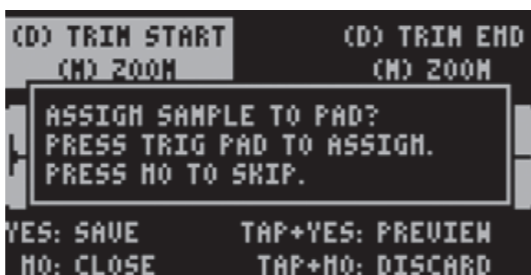 (D) TRIM START (D) TRIM END
(M) ZOOM (M) ZOOM
ASSIGN SAMPLE TO PAD?
PRESS TRIG PAD TO ASSIGN.
PRESS NO TO SKIP.
YES: SAVE TAP+YES: PREVIEW
NO: CLOSE TAP+NO: DISCARD